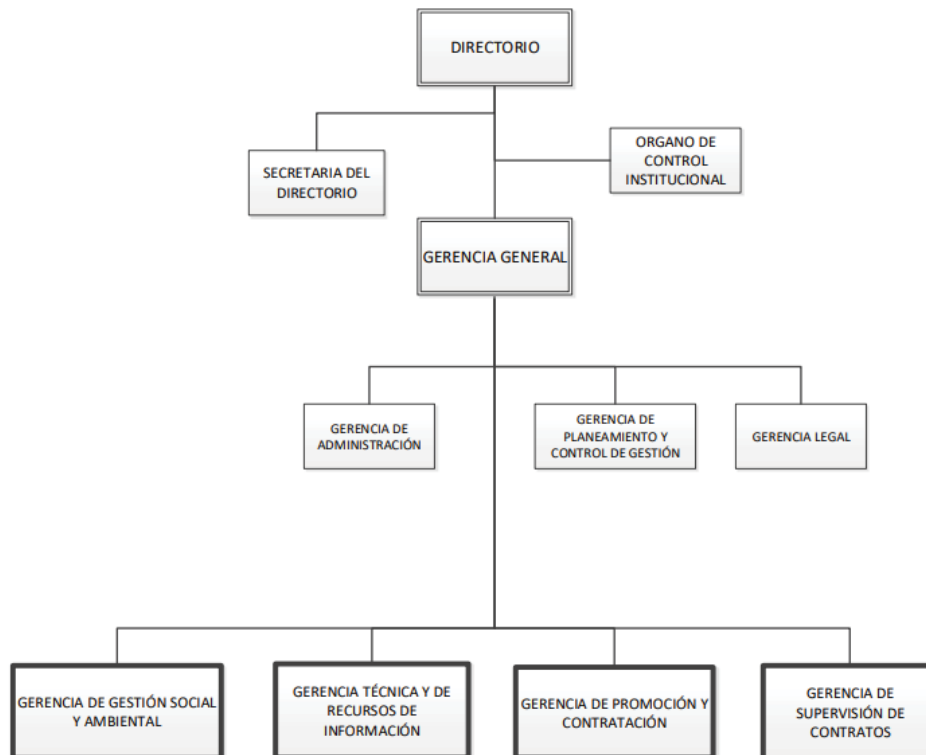 DIRECTORIO
SECRETARIA DEL
DIRECTORIO
ORGANO DE
CONTROL
INSTITUCIONAL
GERENCIA GENERAL
GERENCIA DE
ADMINISTRACIÓN
GERENCIA DE
PLANEAMIENTO Y
CONTROL DE GESTIÓN
GERENCIA LEGAL
GERENCIA DE GESTIÓN SOCIAL
Y AMBIENTAL
GERENCIA TÉCNICA Y DE
RECURSOS DE
INFORMACIÓN
GERENCIA DE PROMOCIÓN Y
CONTRATACIÓN
GERENCIA DE
SUPERVISIÓN DE
CONTRATOS